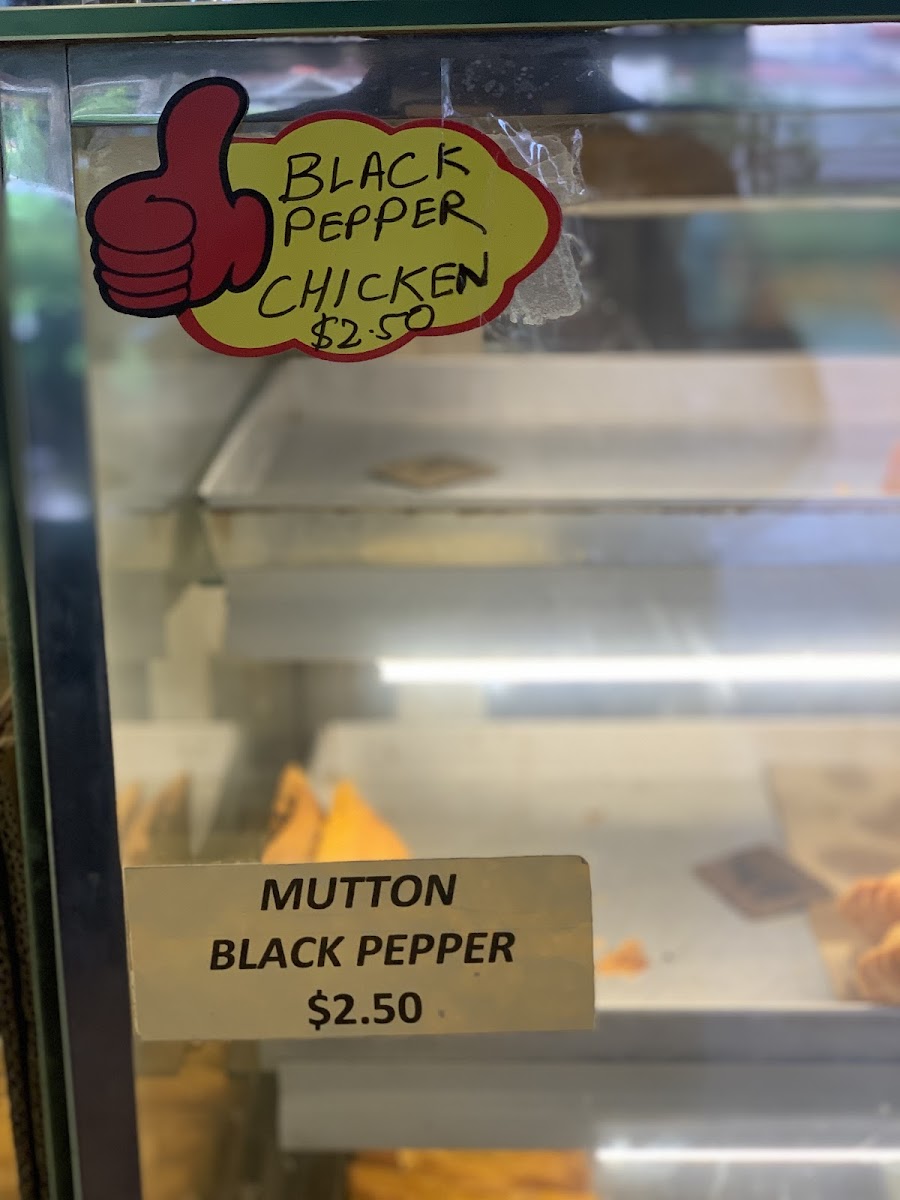 BLACK
PEPPER
CHICKEN
$2.50
MUTTON
BLACK PEPPER
$2.50